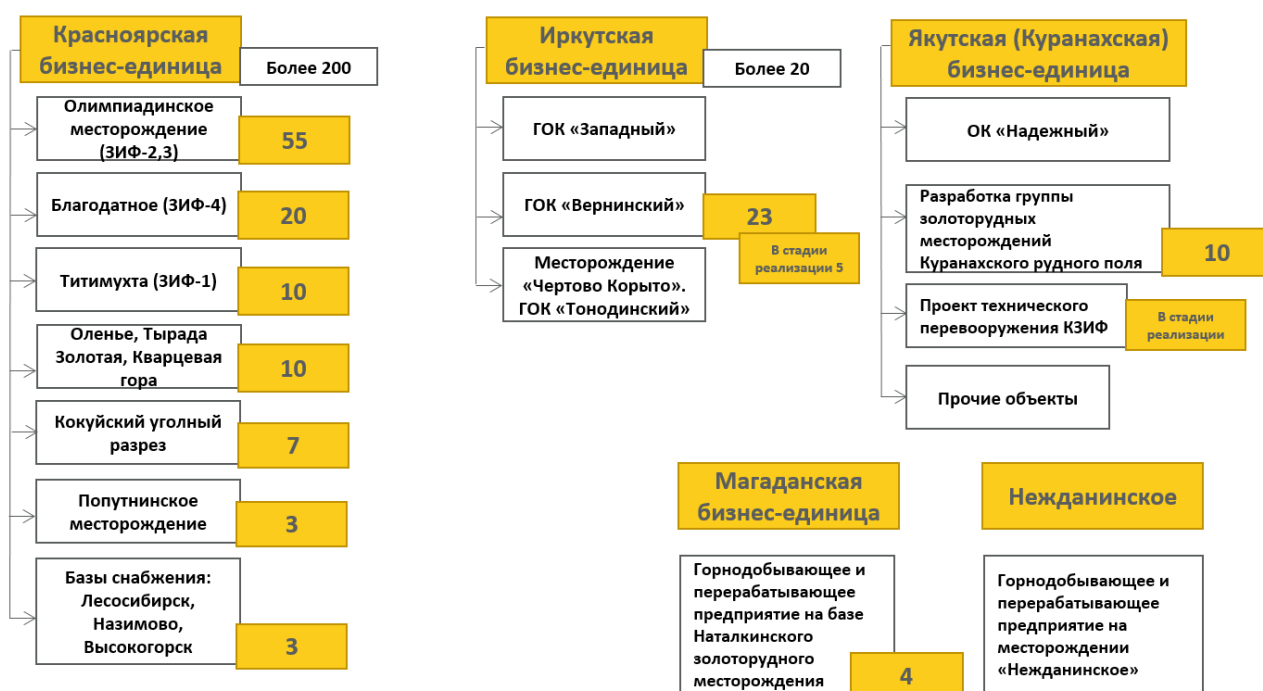 Красноярская
бизнес-единица
Более 200
Олимпиадинское
месторождение
(ЗИФ-2,3)
55
Благодатное (ЗИФ-4)
20
Титимухта (ЗИФ-1)
10
Оленье, Тырада
Золотая, Кварцевая
гора
10
Кокуйский уголный
разрез
7
Попутнинское
месторождение
3
Базы снабжения:
Лесосибирск,
Назимово,
Высокогорск
3
Иркутская
бизнес-единица
Более 20
ГОК «Западный»
ГОК «Вернинский»
23
В стадии
реализации 5
Месторождение
«Чертово Корыто».
ГОК «Тонодинский»
Якутская (Куранахская)
бизнес-единица
ОК «Надежный»
Разработка группы
золоторудных
месторождений
Куранахского рудного поля
10
Проект технического
перевооружения КЗИФ
В стадии
реализации
Прочие объекты
Магаданская
бизнес-единица
Горнодобывающее и
перерабатывающее
предприятие на базе
Наталкинского
золоторудного
месторождения
4
Нежданинское
Горнодобывающее и
перерабатывающее
предприятие на
месторождении
«Нежданинское»